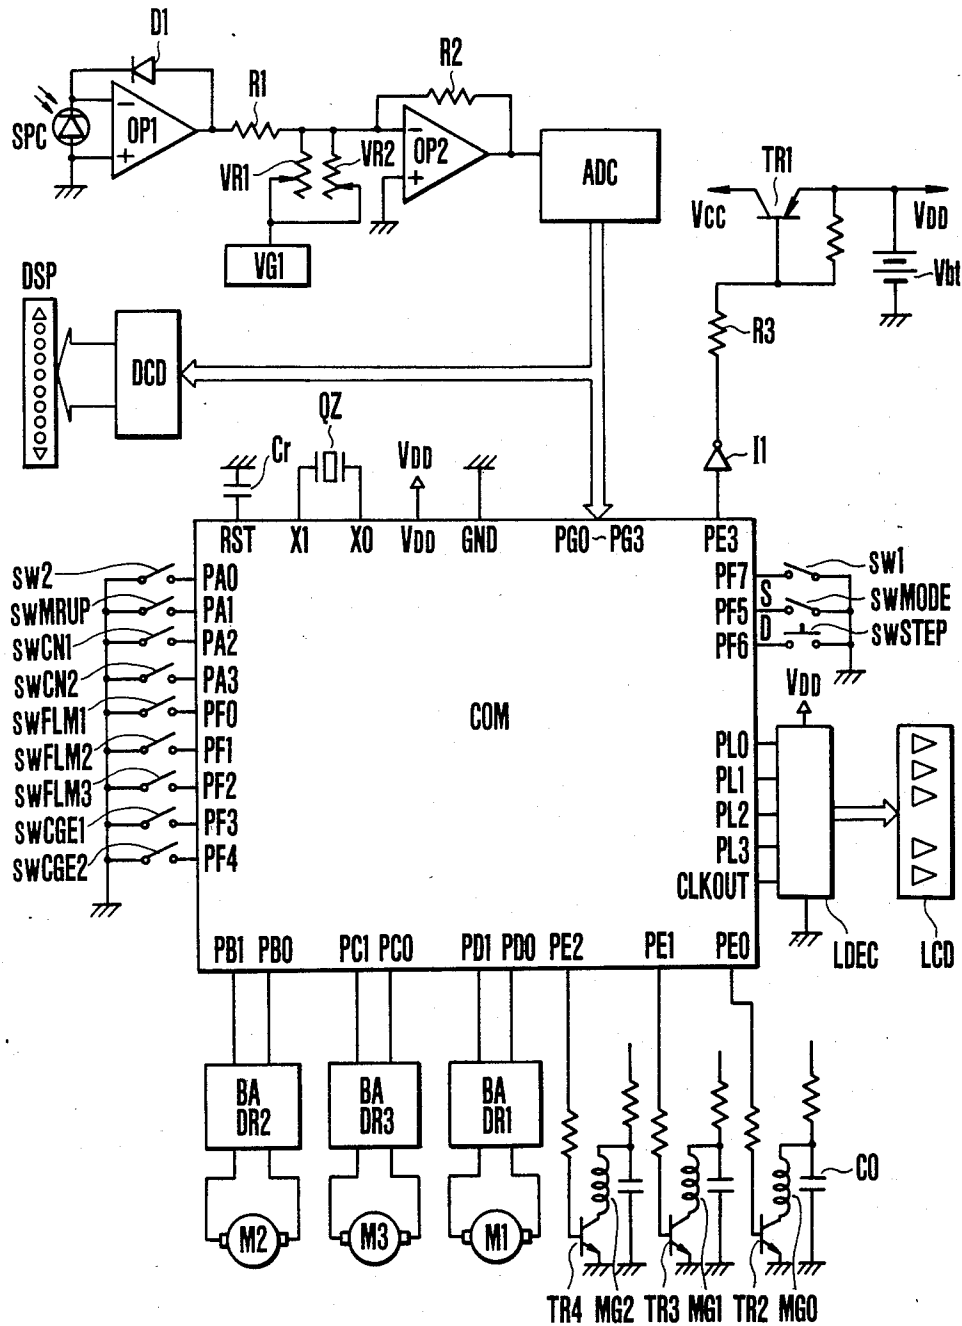 D1
R1
R2
SPC
OP1
OP2
VR1
VR2
ADC
VG1
TR1
VCC
VDD
Vbt
DSP
DCD
R3
QZ
Cr
VDD
I1
RST
X1
X0
VDD
GND
PG0~PG3
PE3
SW2
SWMRUP
SWCN1
SWCN2
SWFLM1
SWFLM2
SWFLM3
SWCGE1
SWCGE2
PA0
PA1
PA2
PA3
PF0
PF1
PF2
PF3
PF4
COM
PF7
PF5
PF6
S
D
SW1
SWMODE
SWSTEP
VDD
PL0
PL1
PL2
PL3
CLKOUT
LDEC
LCD
PB1
PB0
PC1
PC0
PD1
PD0
PE2
PE1
PE0
BA
DR2
BA
DR3
BA
DR1
M2
M3
M1
C0
TR4
MG2
TR3
MG1
TR2
MG0